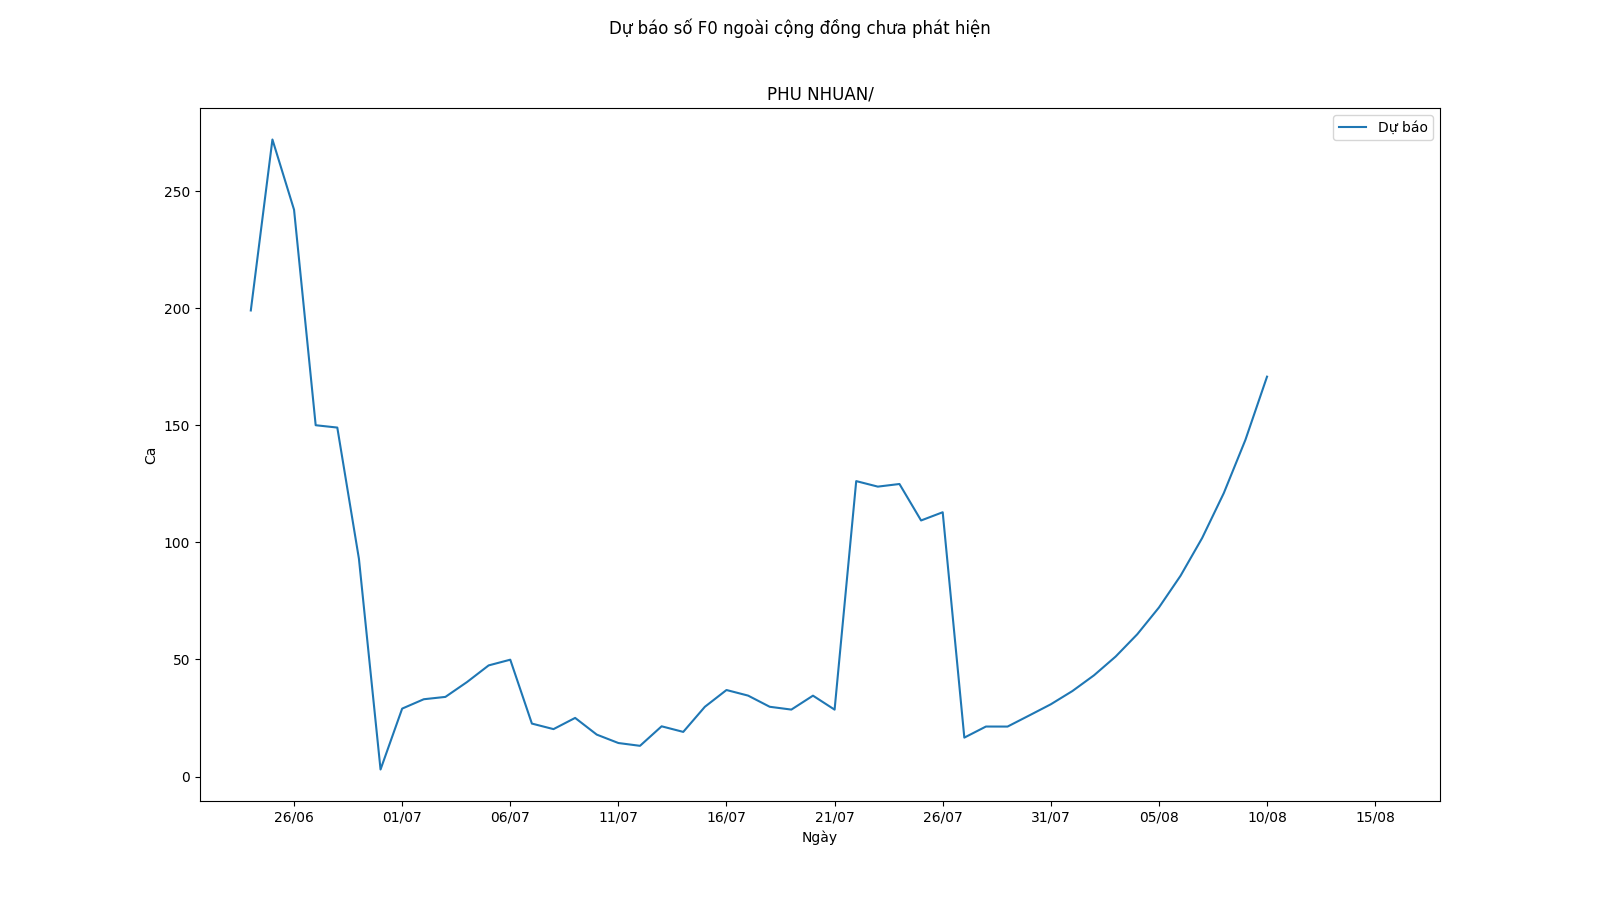 Dự báo số F0 ngoài cộng đồng chưa phát hiện
PHU NHUAN/
Dự báo
250
200
150
100
50
0
Ca
26/06 01/07 06/07 11/07 16/07 21/07 26/07 31/07 05/08 10/08 15/08
Ngày